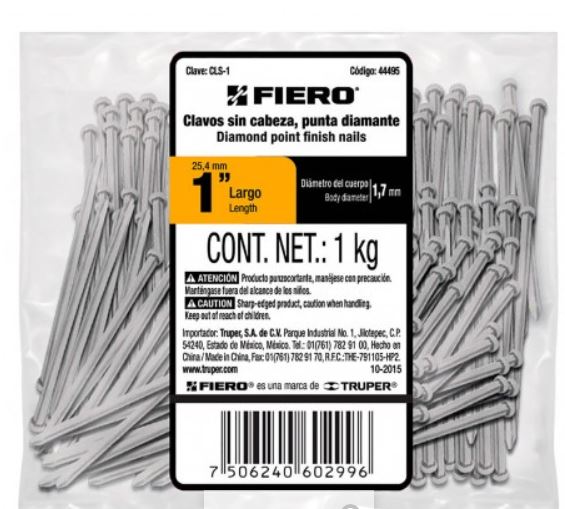 Clave: CLS-1 Código: 44495
FIERO®
Clavos sin cabeza, punta diamante
Diamond point finish nails
25,4 mm
1” Largo
Length
Diámetro del cuerpo
Body diameter
1,7 mm
CONT. NET.: 1 kg
ATENCIÓN Producto punzocortante, manéjese con precaución.
Manténgase fuera del alcance de los niños.
CAUTION Sharp-edged product, caution when handling.
Keep out of reach of children.
Importador: Truper, S.A. de C.V. Parque Industrial No. 1, Jilotepec, C.P.
54240, Estado de México, México. Tel.: 01(761) 782 91 00, Hecho en
China / Made in China, Fax: 01(761) 782 91 70, R.F.C.:THE-791105-HP2.
www.truper.com 10-2015
FIERO® es una marca de TRUPER®
7 506240 602996